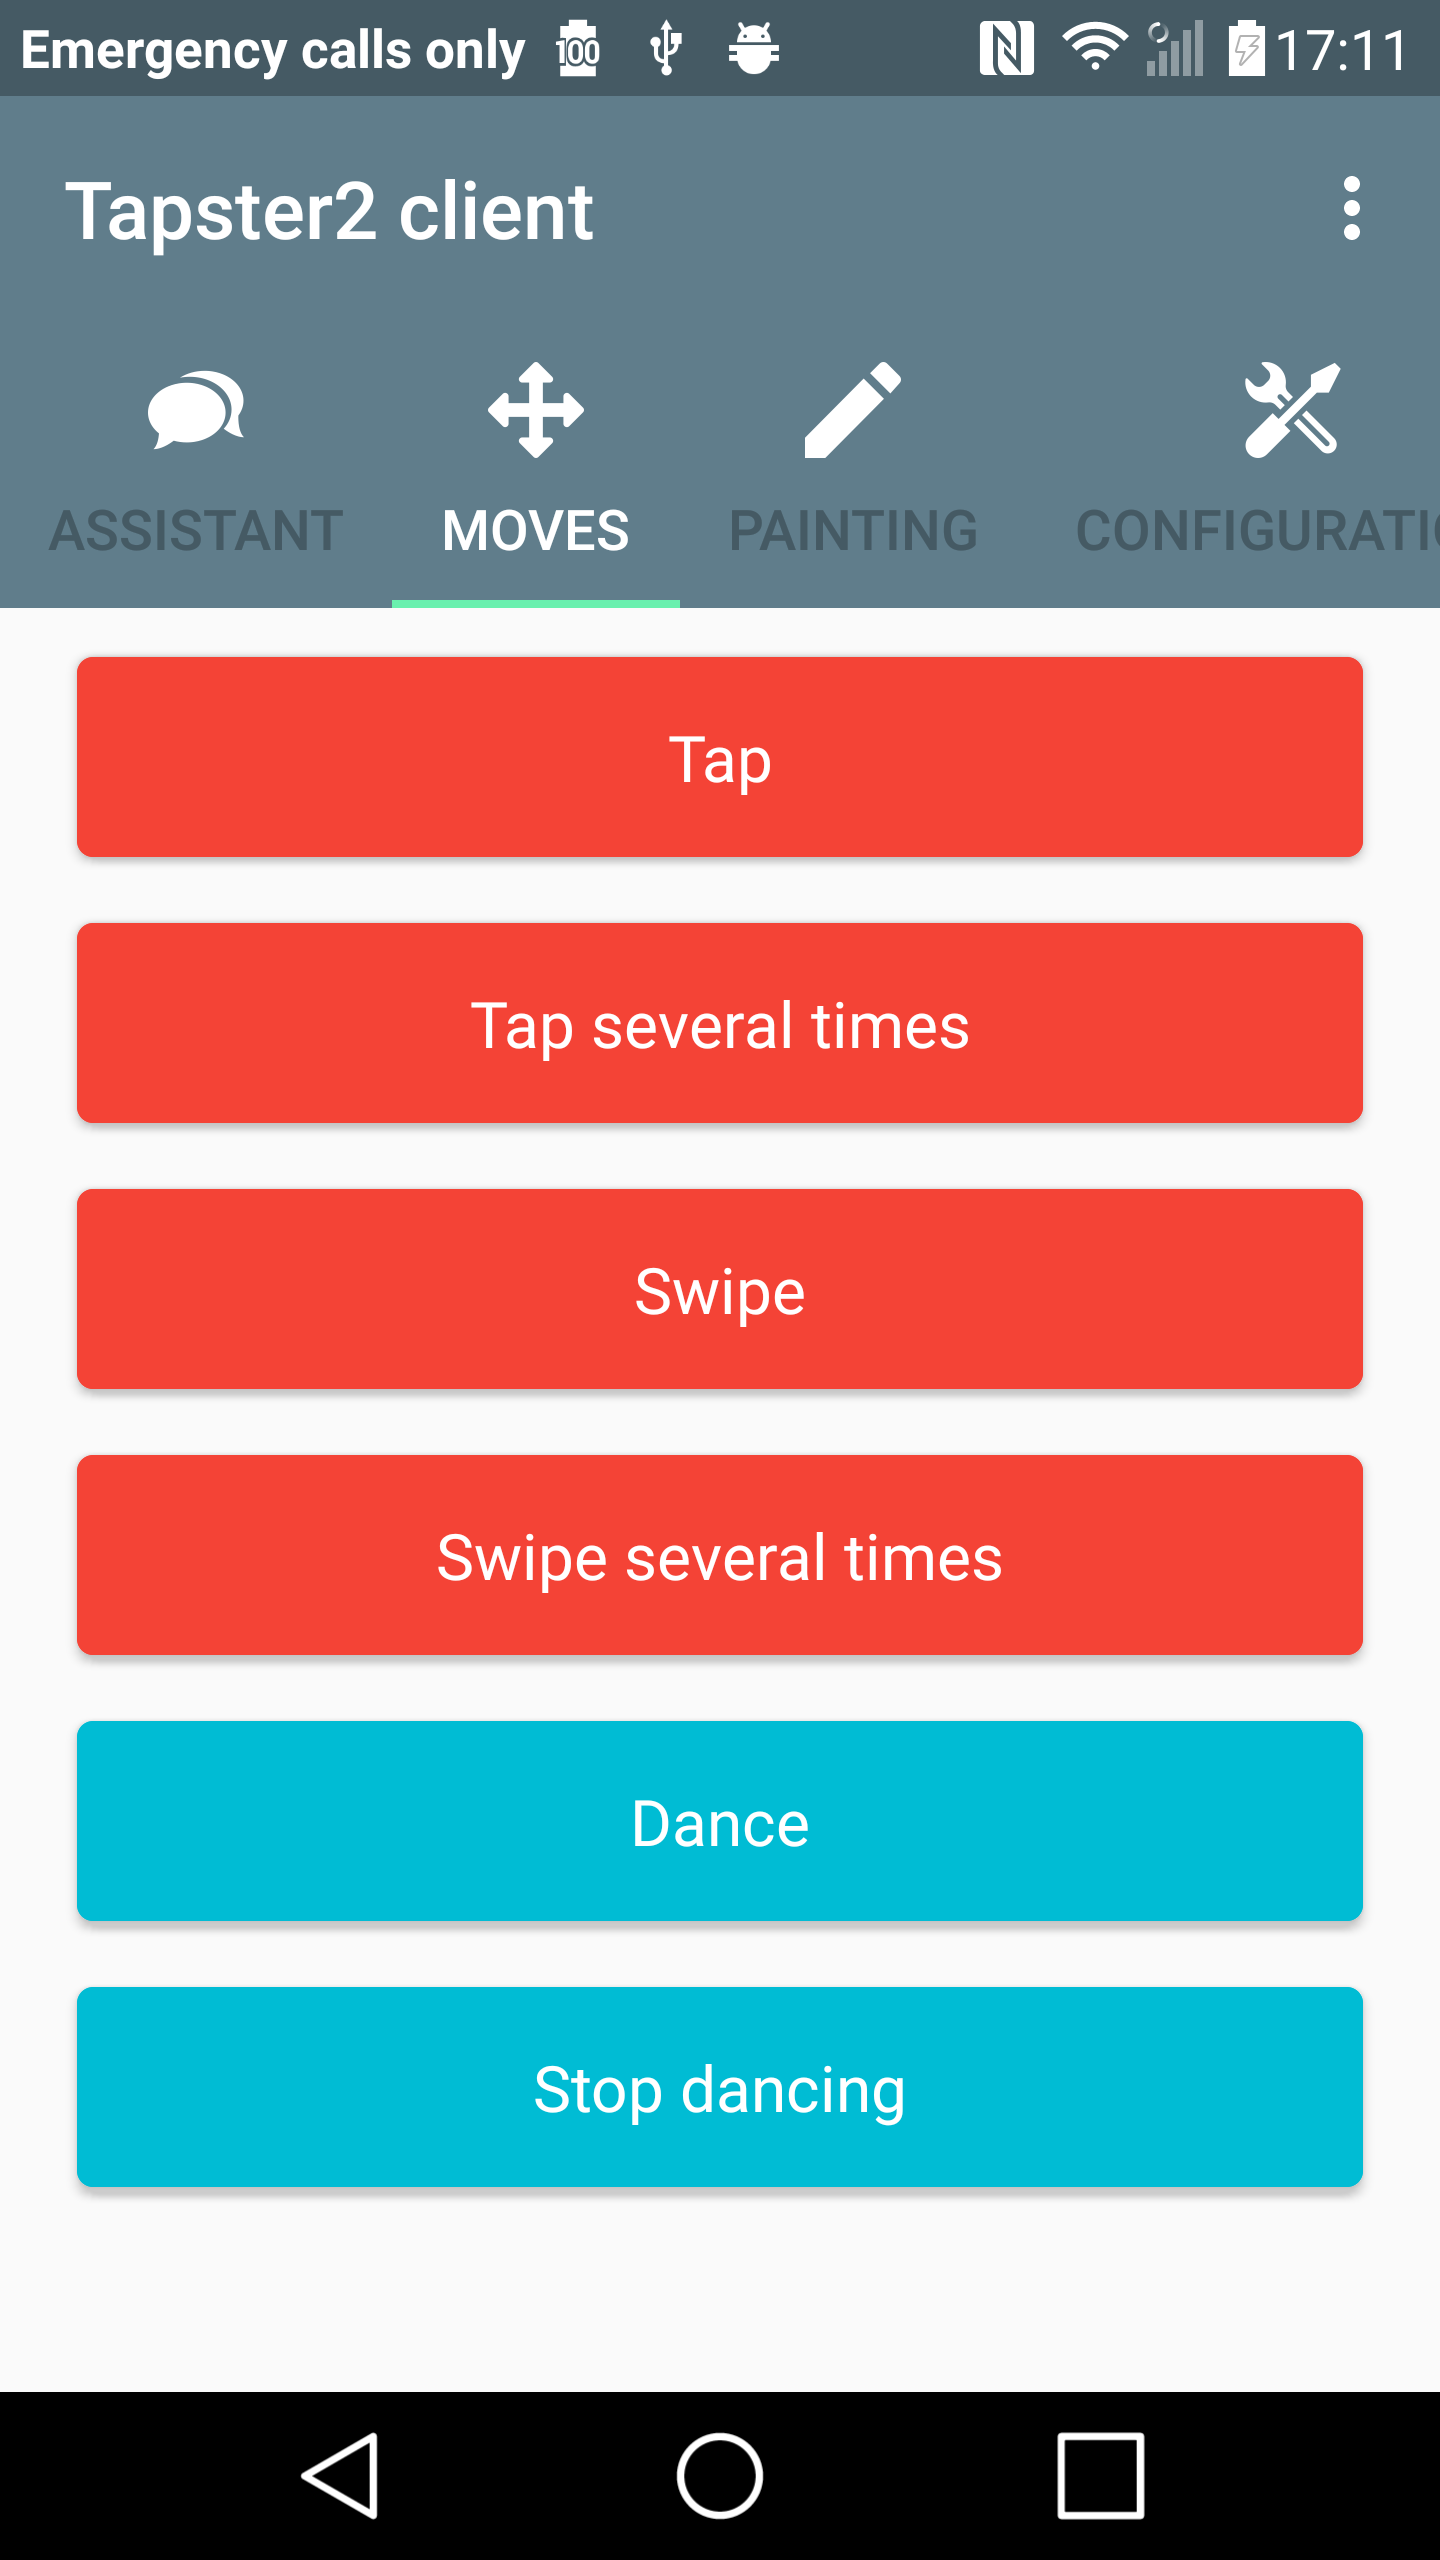 Emergency calls only 100 17:11
Tapster2 client
ASSISTANT MOVES PAINTING CONFIGURATIO
Tap
Tap several times
Swipe
Swipe several times
Dance
Stop dancing